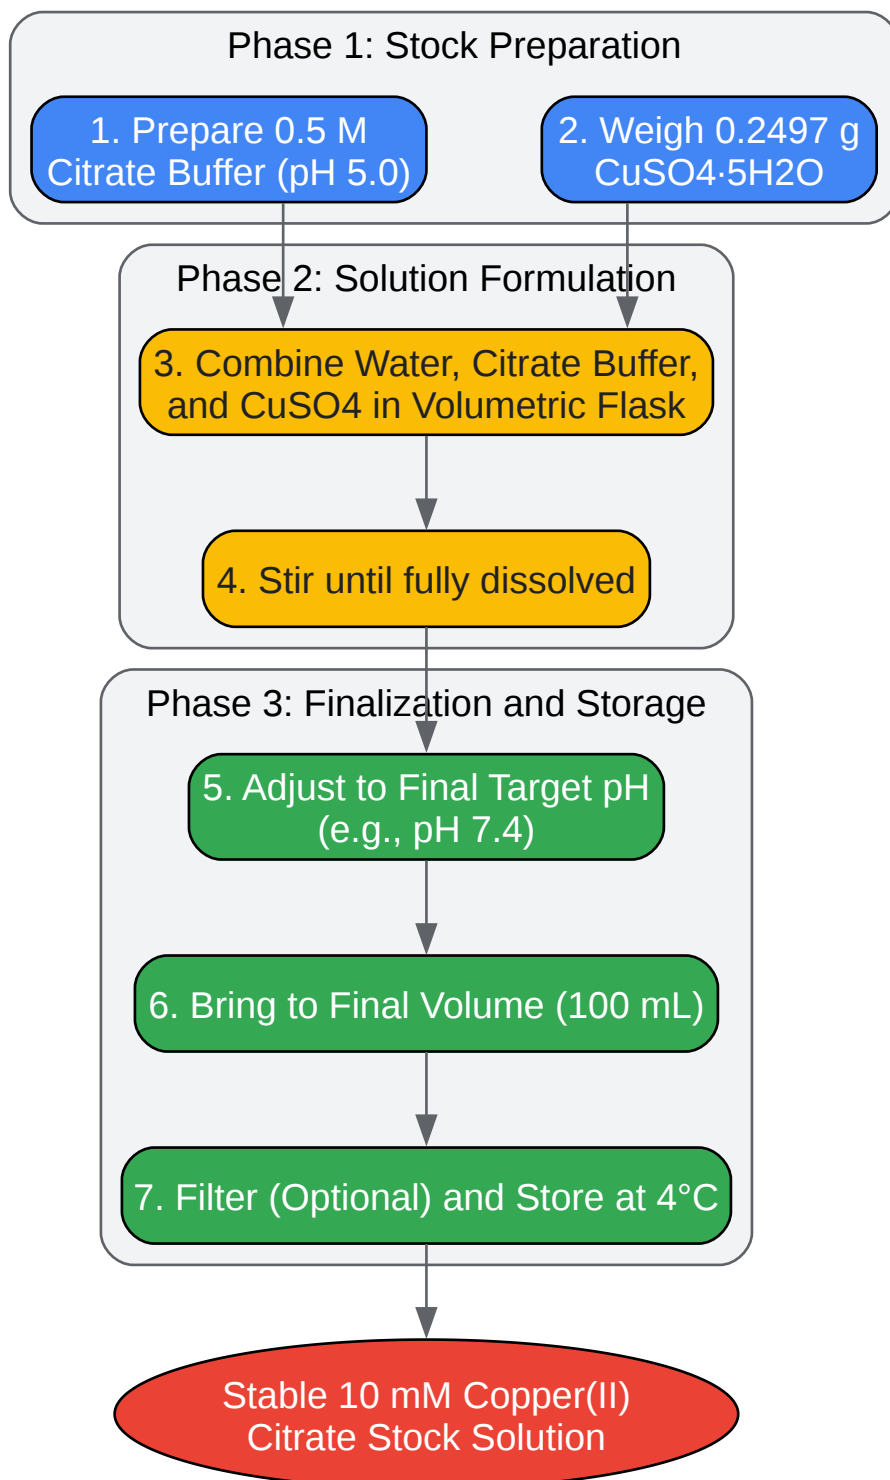 Phase 1: Stock Preparation
1. Prepare 0.5 M
Citrate Buffer (pH 5.0)
2. Weigh 0.2497 g
CuSO4·5H2O
Phase 2: Solution Formulation
3. Combine Water, Citrate Buffer,
and CuSO4 in Volumetric Flask
4. Stir until fully dissolved
Phase 3: Finalization and Storage
5. Adjust to Final Target pH
(e.g., pH 7.4)
6. Bring to Final Volume (100 mL)
7. Filter (Optional) and Store at 4°C
Stable 10 mM Copper(II)
Citrate Stock Solution